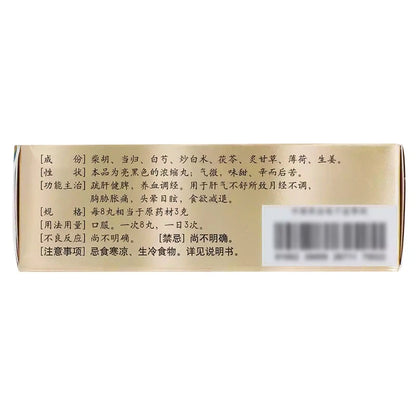 [成 份] 柴胡、当归、白芍、炒白术、茯苓、炙甘草、薄荷、生姜。
[性 状] 本品为亮黑色的浓缩丸；气微，味甜、辛而后苦。
[功能主治] 疏肝健脾，养血调经。用于肝气不舒所致月经不调，
胸胁胀痛，头晕目眩，食欲减退。
[规 格] 每8丸相当于原药材3克
[用法用量] 口服。一次8丸，一日3次。
[不良反应] 尚不明确。 [禁忌] 尚不明确。
[注意事项] 忌食寒凉、生冷食物。详见说明书。